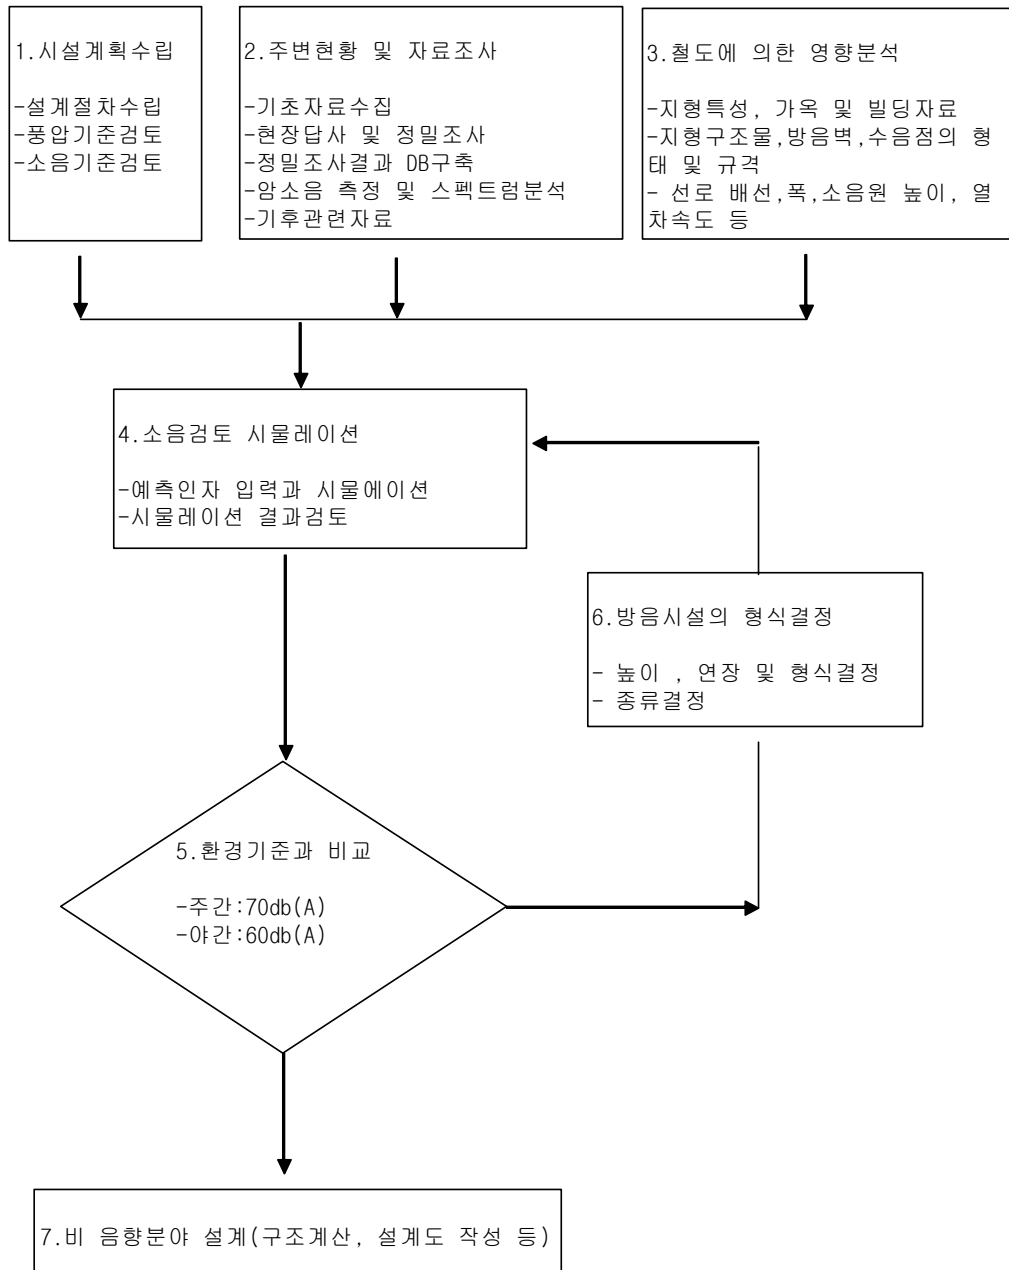 1.시설계획수립
-설계절차수립
-풍압기준검토
-소음기준검토
2.주변현황 및 자료조사
-기초자료수집
-현장답사 및 정밀조사
-정밀조사결과 DB구축
-암소음 측정 및 스펙트럼분석
-기후관련자료
3.철도에 의한 영향분석
-지형특성, 가옥 및 빌딩자료
-지형구조물,방음벽,수음점의 형
태 및 규격
- 선로 배선,폭,소음원 높이, 열
차속도 등
4.소음검토 시물레이션
-예측인자 입력과 시물에이션
-시물레이션 결과검토
6.방음시설의 형식결정
- 높이 , 연장 및 형식결정
- 종류결정
5.환경기준과 비교
-주간:70db(A)
-야간:60db(A)
7.비 음향분야 설계(구조계산, 설계도 작성 등)